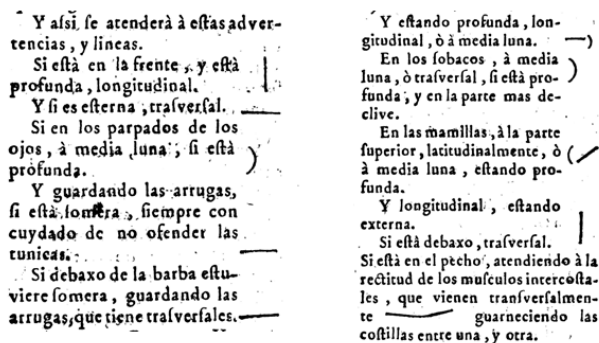 Y aſsi, ſe atenderà à eſtas adver-
tencias, y lineas.
Si eſtà en la frente, y eſtà
profunda, longitudinal.
Y ſi es eſterna, traſverſal.
Si en los parpados de los
ojos, à media luna, ſi eſtà
profunda.
Y guardando las arrugas,
ſi eſtà ſomera, ſiempre con
cuydado de no ofender las
tunicas.
Si debaxo de la barba eſtu-
viere ſomera, guardando las
arrugas, que tiene traſverſales.
Y eſtando profunda, lon-
gitudinal, ò à media luna.
En los ſobacos, à media
luna, ò traſverſal, ſi eſtà pro-
funda, y en la parte mas de-
clive.
En las mamillas, à la parte
ſuperior, latitudinalmente, ò
à media luna, eſtando pro-
funda.
Y longitudinal, eſtando
externa.
Si eſtà debaxo, traſverſal.
Si eſtà en el pecho, atendiendo à la
rectitud de los muſculos intercoſta-
les, que vienen tranſverſalmen-
te guarneciendo las
coſtillas entre una, y otra.